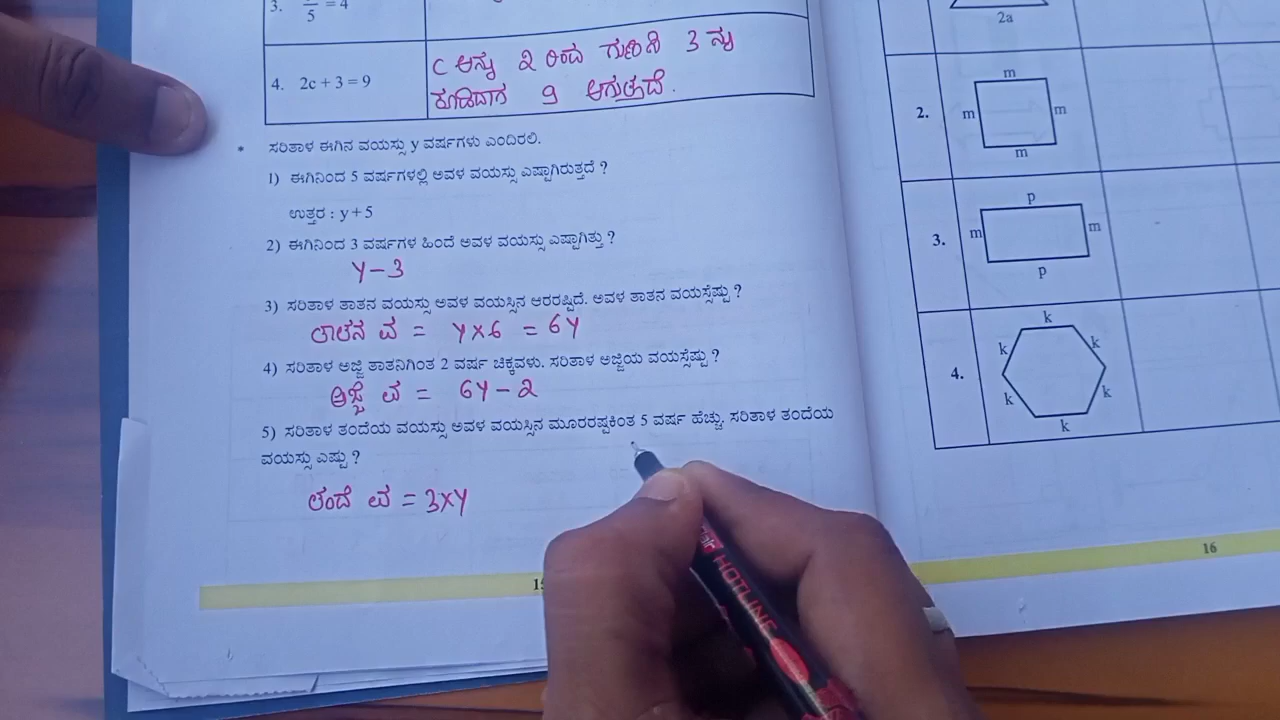 3. 5 = 4
4. 2c + 3 = 9
C ಅನ್ನು 2 ರಿಂದ ಗುಣಿಸಿ 3 ನ್ನು
ಕೂಡಿದಾಗ 9 ಆಗುತ್ತದೆ.
* ಸರಿತಾಳ ಈಗಿನ ವಯಸ್ಸು y ವರ್ಷಗಳು ಎಂದಿರಲಿ.
1) ಈಗಿನಿಂದ 5 ವರ್ಷಗಳಲ್ಲಿ ಅವಳ ವಯಸ್ಸು ಎಷ್ಟಾಗಿರುತ್ತದೆ ?
ಉತ್ತರ : y + 5
2) ಈಗಿನಿಂದ 3 ವರ್ಷಗಳ ಹಿಂದೆ ಅವಳ ವಯಸ್ಸು ಎಷ್ಟಾಗಿತ್ತು ?
y - 3
3) ಸರಿತಾಳ ತಾತನ ವಯಸ್ಸು ಅವಳ ವಯಸ್ಸಿನ ಆರರಷ್ಟಿದೆ. ಅವಳ ತಾತನ ವಯಸ್ಸೆಷ್ಟು ?
ತಾತನ ವ = y×6 = 6y
4) ಸರಿತಾಳ ಅಜ್ಜಿ ತಾತನಿಗಿಂತ 2 ವರ್ಷ ಚಿಕ್ಕವಳು. ಸರಿತಾಳ ಅಜ್ಜಿಯ ವಯಸ್ಸೆಷ್ಟು ?
ಅಜ್ಜಿ ವ = 6y - 2
5) ಸರಿತಾಳ ತಂದೆಯ ವಯಸ್ಸು ಅವಳ ವಯಸ್ಸಿನ ಮೂರರಷ್ಟಕಿಂತ 5 ವರ್ಷ ಹೆಚ್ಚು. ಸರಿತಾಳ ತಂದೆಯ
ವಯಸ್ಸು ಎಷ್ಟು ?
ತಂದೆ ವ = 3×y
HOTLINE
2a
2. m m m m
3. p m m p
4. k k k k k k
16